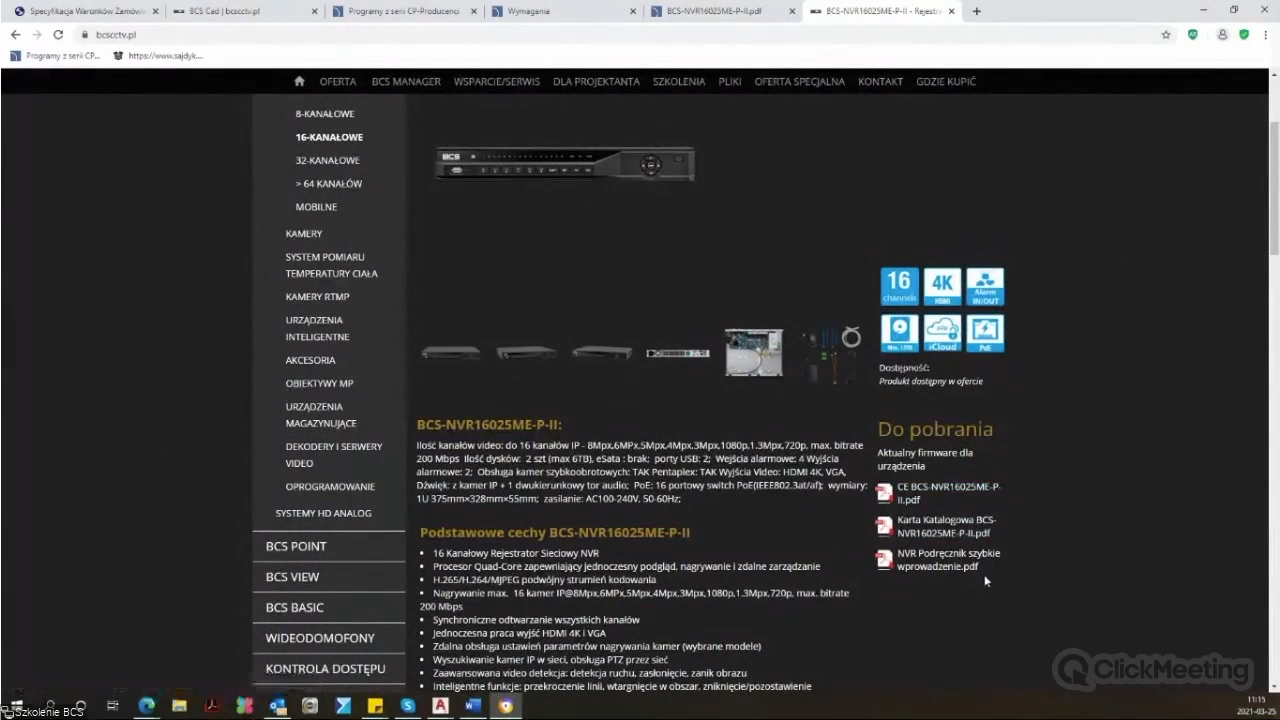 Specyfikacja Warunków Zamów
BCS Cad | bcscctv.pl
Programy z serii CP-Producenci
Wymagania
BCS-NVR16025ME-P-II.pdf
BCS-NVR16025ME-P-II - Rejestr
bcscctv.pl
Programy z serii CP...
https://www.sajdyk...
OFERTA
BCS MANAGER
WSPARCIE/SERWIS
DLA PROJEKTANTA
SZKOLENIA
PLIKI
OFERTA SPECJALNA
KONTAKT
GDZIE KUPIĆ
8-KANAŁOWE
16-KANAŁOWE
32-KANAŁOWE
> 64 KANAŁÓW
MOBILNE
KAMERY
SYSTEM POMIARU
TEMPERATURY CIAŁA
KAMERY RTMP
URZĄDZENIA
INTELIGENTNE
AKCESORIA
OBIEKTYWY MP
URZĄDZENIA
MAGAZYNUJĄCE
DEKODERY I SERWERY
VIDEO
OPROGRAMOWANIE
SYSTEMY HD ANALOG
BCS POINT
BCS VIEW
BCS BASIC
WIDEODOMOFONY
KONTROLA DOSTĘPU
BCS
16
channels
4K
HDMI
Alarm
IN/OUT
iCloud
PoE
Dostępność:
Produkt dostępny w ofercie
BCS-NVR16025ME-P-II:
Ilość kanałów video: do 16 kanałów IP - 8Mpx,6MPx,5Mpx,4Mpx,3Mpx,1080p,1.3Mpx,720p, max. bitrate
200 Mbps Ilość dysków: 2 szt (max 6TB), eSata : brak; porty USB: 2; Wejścia alarmowe: 4 Wyjścia
alarmowe: 2; Obsługa kamer szybkoobrotowych: TAK Pentaplex: TAK Wyjścia Video: HDMI 4K, VGA,
Dźwięk: z kamer IP + 1 dwukierunkowy tor audio; PoE: 16 portowy switch PoE(IEEE802.3at/af); wymiary:
1U 375mm×328mm×55mm; zasilanie: AC100-240V, 50-60Hz;
Podstawowe cechy BCS-NVR16025ME-P-II
• 16 Kanałowy Rejestrator Sieciowy NVR
• Procesor Quad-Core zapewniający jednoczesny podgląd, nagrywanie i zdalne zarządzanie
• H.265/H.264/MJPEG podwójny strumień kodowania
• Nagrywanie max. 16 kamer IP@8Mpx,6MPx,5Mpx,4Mpx,3Mpx,1080p,1.3Mpx,720p, max. bitrate
200 Mbps
• Synchroniczne odtwarzanie wszystkich kanałów
• Jednoczesna praca wyjść HDMI 4K i VGA
• Zdalna obsługa ustawień parametrów nagrywania kamer (wybrane modele)
• Wyszukiwanie kamer IP w sieci, obsługa PTZ przez sieć
• Zaawansowana video detekcja: detekcja ruchu, zasłonięcie, zanik obrazu
• Inteligentne funkcje: przekroczenie linii, wtargnięcie w obszar, zniknięcie/pozostawienie
Do pobrania
Aktualny firmware dla
urządzenia
CE BCS-NVR16025ME-P-
II.pdf
Karta Katalogowa BCS-
NVR16025ME-P-II.pdf
NVR Podręcznik szybkie
wprowadzenie.pdf
ClickMeeting
Szkolenie BCS
11:15
2021-03-25